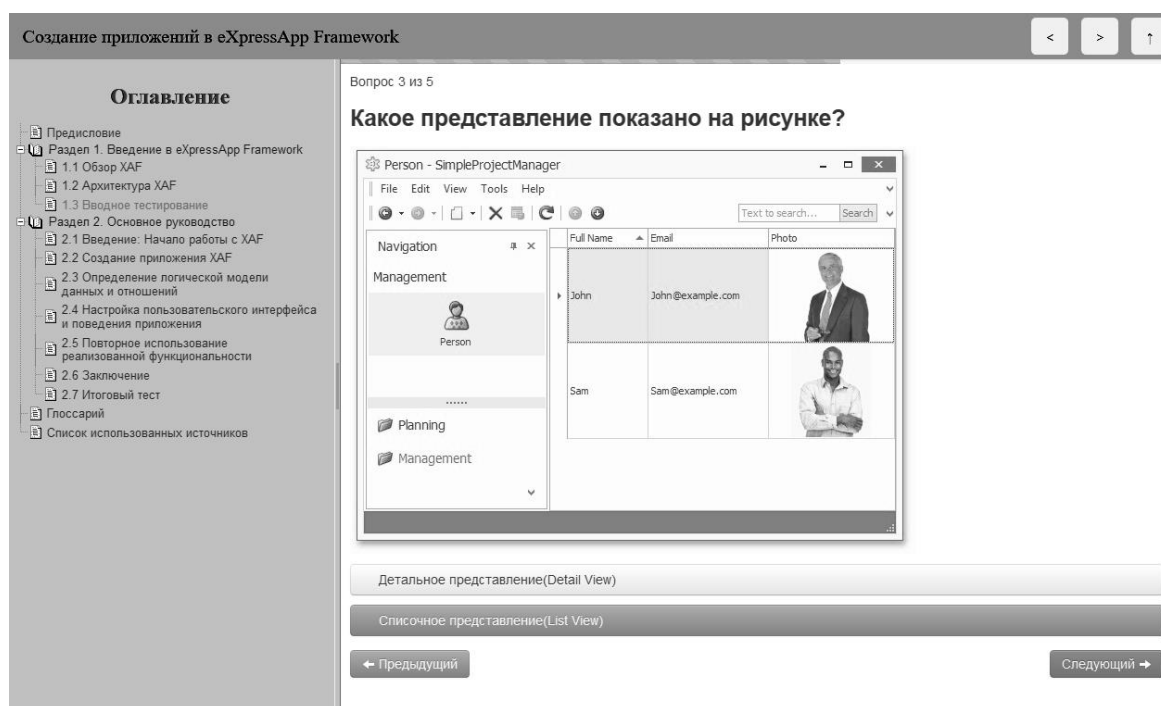 Создание приложений в eXpressApp Framework
< > ↑
Оглавление
Предисловие
Раздел 1. Введение в eXpressApp Framework
1.1 Обзор XAF
1.2 Архитектура XAF
1.3 Вводное тестирование
Раздел 2. Основное руководство
2.1 Введение: Начало работы с XAF
2.2 Создание приложения XAF
2.3 Определение логической модели
данных и отношений
2.4 Настройка пользовательского интерфейса
и поведения приложения
2.5 Повторное использование
реализованной функциональности
2.6 Заключение
2.7 Итоговый тест
Глоссарий
Список использованных источников
Вопрос 3 из 5
Какое представление показано на рисунке?
Person - SimpleProjectManager
File Edit View Tools Help
Text to search... Search
Navigation
Management
Person
Planning
Management
Full Name Email Photo
John John@example.com
Sam Sam@example.com
Детальное представление(Detail View)
Списочное представление(List View)
← Предыдущий
Следующий →